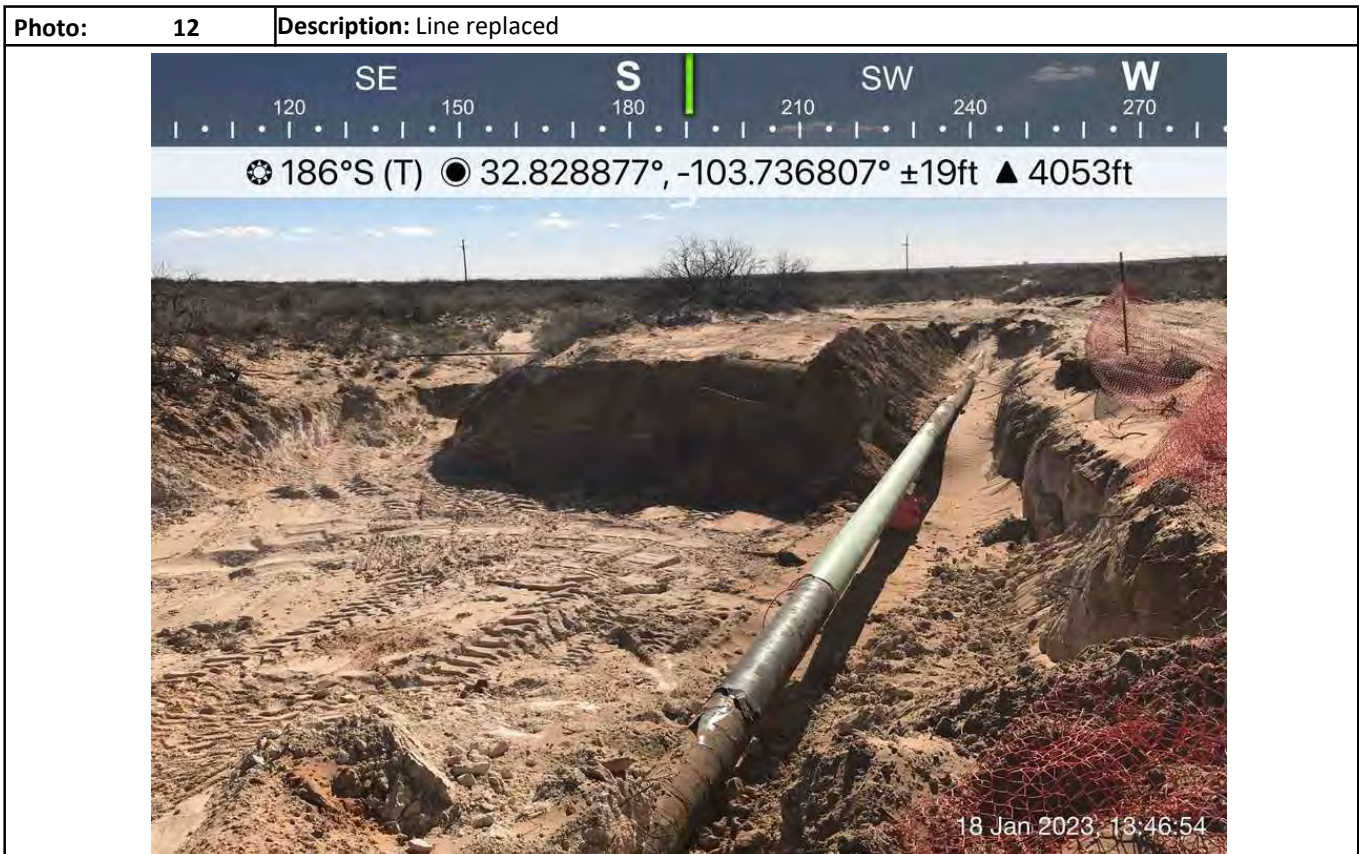 Photo: 12 Description: Line replaced
SE S SW W
120 150 180 210 240 270
186°S (T) 32.828877°, -103.736807° ±19ft ▲ 4053ft
18 Jan 2023, 13:46:54